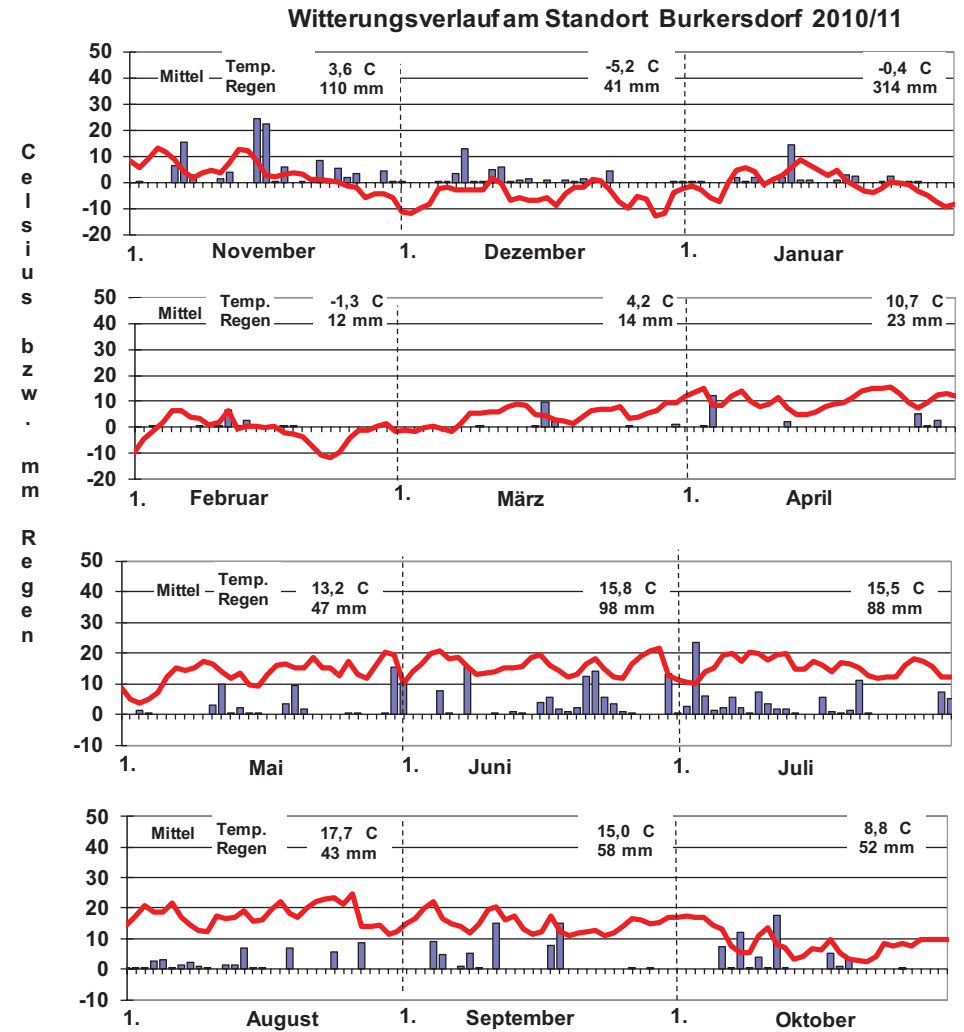 Witterungsverlauf am Standort Burkersdorf 2010/11
Celsius bzw. mm Regen
50
40
30
20
10
0
-10
-20
Mittel
Temp.
Regen
3,6 C
110 mm
-5,2 C
41 mm
-0,4 C
314 mm
1.
November
1.
Dezember
1.
Januar
50
40
30
20
10
0
-10
-20
Mittel
Temp.
Regen
-1,3 C
12 mm
4,2 C
14 mm
10,7 C
23 mm
1.
Februar
1.
März
1.
April
50
40
30
20
10
0
-10
Mittel
Temp.
Regen
13,2 C
47 mm
15,8 C
98 mm
15,5 C
88 mm
1.
Mai
1.
Juni
1.
Juli
50
40
30
20
10
0
-10
Mittel
Temp.
Regen
17,7 C
43 mm
15,0 C
58 mm
8,8 C
52 mm
1.
August
1.
September
1.
Oktober